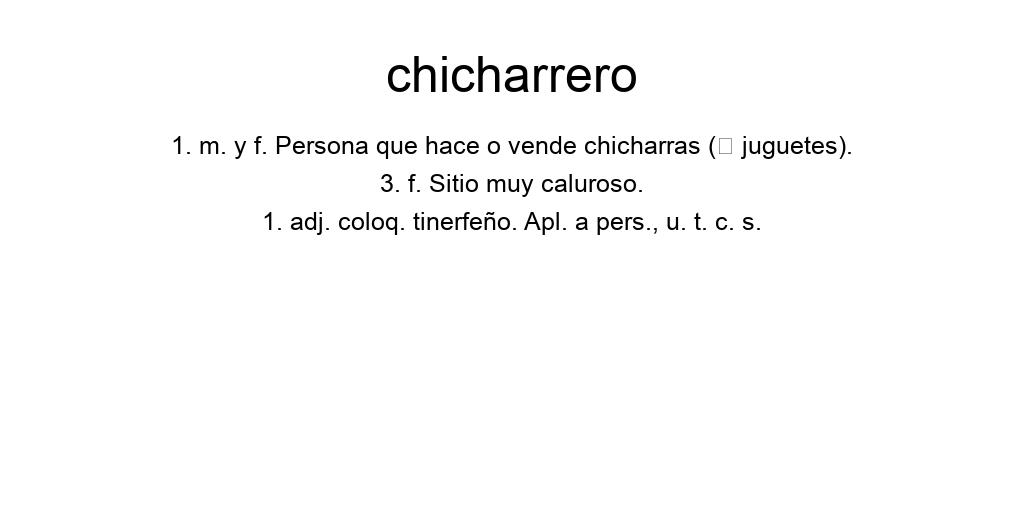 chicharrero
1. m. y f. Persona que hace o vende chicharras (□ juguetes).
3. f. Sitio muy caluroso.
1. adj. coloq. tinerfeño. Apl. a pers., u. t. c. s.